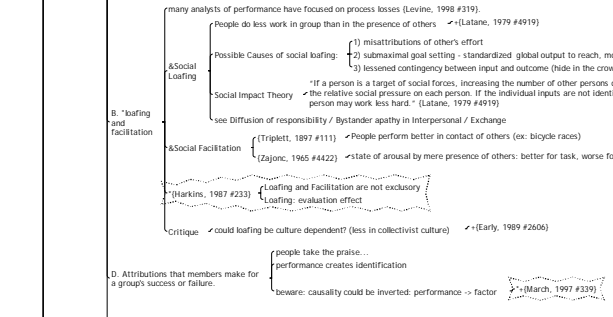 many analysts of performance have focused on process losses {Levine, 1998 #319}.
People do less work in group than in the presence of others
+{Latane, 1979 #4919}
&Social
Loafing
Possible Causes of social loafing:
1) misattributions of other's effort
2) submaximal goal setting - standardized global output to reach,
3) lessened contingency between input and outcome (hide in the
Social Impact Theory
"If a person is a target of social forces, increasing the number of other persons
the relative social pressure on each person. If the individual inputs are not
person may work less hard." {Latane, 1979 #4919}
see Diffusion of responsibility / Bystander apathy in Interpersonal / Exchange
B. "loafing
and
facilitation
&Social Facilitation
{Triplett, 1897 #111}
People perform better in contact of others (ex: bicycle races)
{Zajonc, 1965 #4422}
state of arousal by mere presence of others: better for task, worse
"{Harkins, 1987 #233}
Loafing and Facilitation are not exclusory
Loafing: evaluation effect
Critique
could loafing be culture dependent? (less in collectivist culture)
+{Early, 1989 #2606}
D. Attributions that members make for
a group's success or failure.
people take the praise...
performance creates identification
beware: causality could be inverted: performance -> factor
"+{March, 1997 #339}